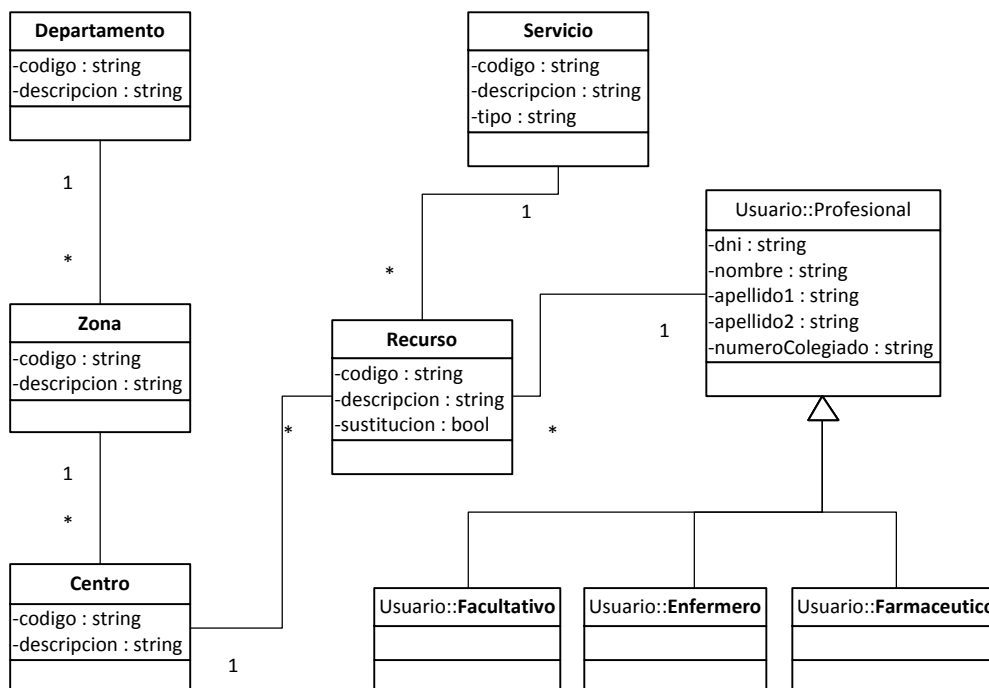 Departamento
-codigo : string
-descripcion : string
Servicio
-codigo : string
-descripcion : string
-tipo : string
1
*
1
*
Usuario::Profesional
-dni : string
-nombre : string
-apellido1 : string
-apellido2 : string
-numeroColegiado : string
Zona
-codigo : string
-descripcion : string
Recurso
-codigo : string
-descripcion : string
-sustitucion : bool
1
*
*
1
*
Centro
-codigo : string
-descripcion : string
1
Usuario::Facultativo
Usuario::Enfermero
Usuario::Farmaceutico